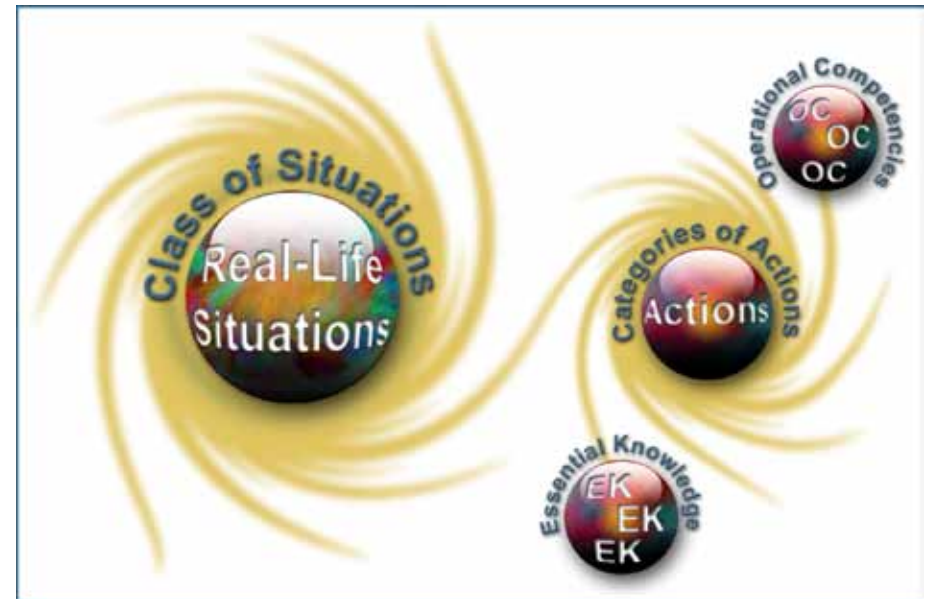 Class of Situations
Real-Life
Situations
Operational Competencies
OC
OC
OC
Categories of Actions
Actions
Essential Knowledge
EK
EK
EK